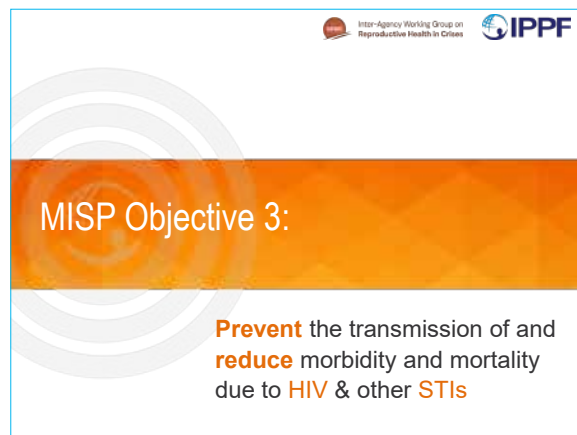 Inter-Agency Working Group on
Reproductive Health in Crises
IPPF
MISP Objective 3:
Prevent the transmission of and
reduce morbidity and mortality
due to HIV & other STIs